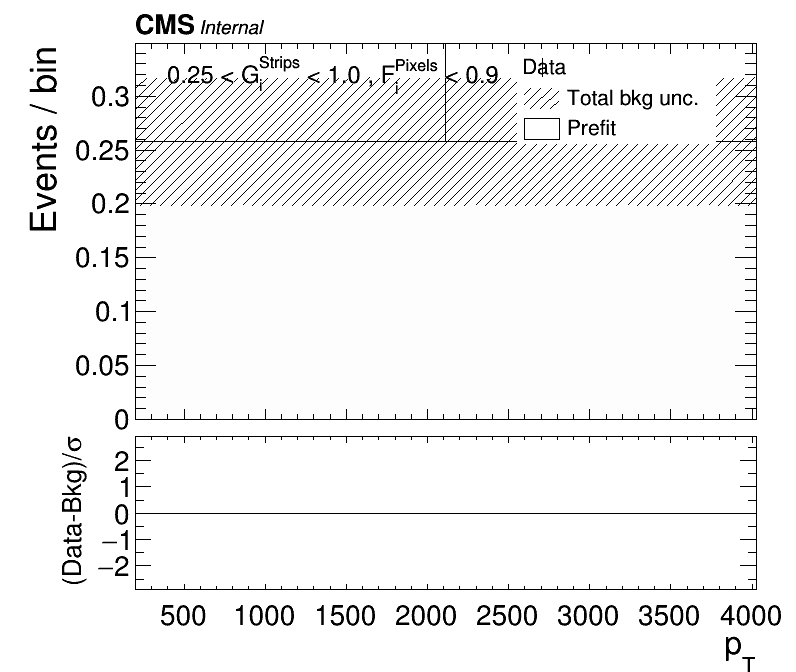 CMS Internal
Events / bin
0.25 < G_i^Strips < 1.0 , F_i^Pixels < 0.9
Data
Total bkg unc.
Prefit
0.3
0.25
0.2
0.15
0.1
0.05
0
(Data-Bkg)/σ
2
1
0
−1
−2
500 1000 1500 2000 2500 3000 3500 4000
p_T